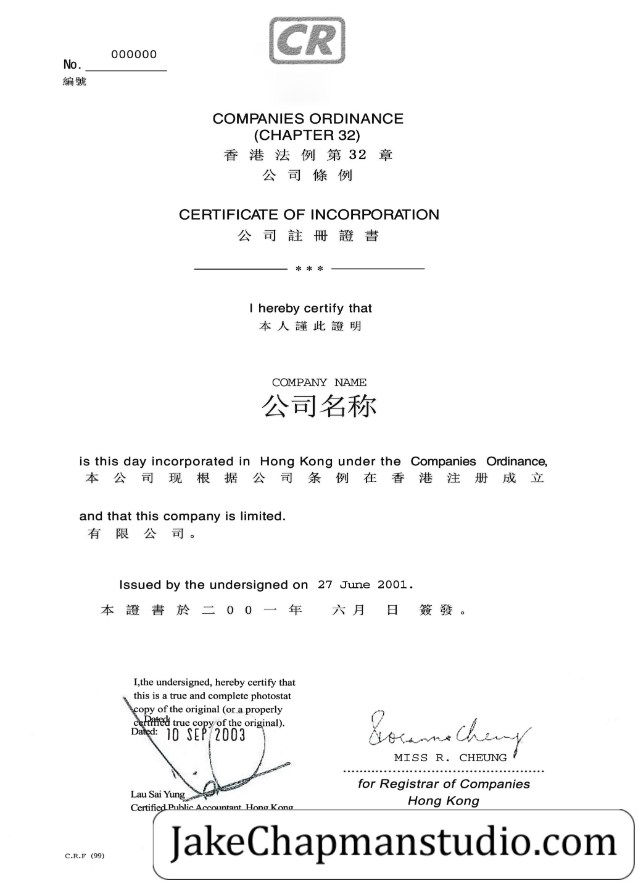 CR
No. 000000
編號
COMPANIES ORDINANCE
(CHAPTER 32)
香港法例第32章
公司條例
CERTIFICATE OF INCORPORATION
公司註冊證書
***
I hereby certify that
本人謹此證明
COMPANY NAME
公司名称
is this day incorporated in Hong Kong under the Companies Ordinance,
本公司现根据公司条例在香港注册成立
and that this company is limited.
有限公司。
Issued by the undersigned on 27 June 2001.
本證書於二00一年 六月 日 簽發。
I,the undersigned, hereby certify that
this is a true and complete photostat
copy of the original (or a properly
certified true copy of the original).
Dated:
Dated: 10 SEP 2003
Lau Sai Yung
Certified Public Accountant, Hong Kong
Roxanna Cheung
MISS R. CHEUNG
for Registrar of Companies
Hong Kong
C.R.F (99)
JakeChapmanstudio.com